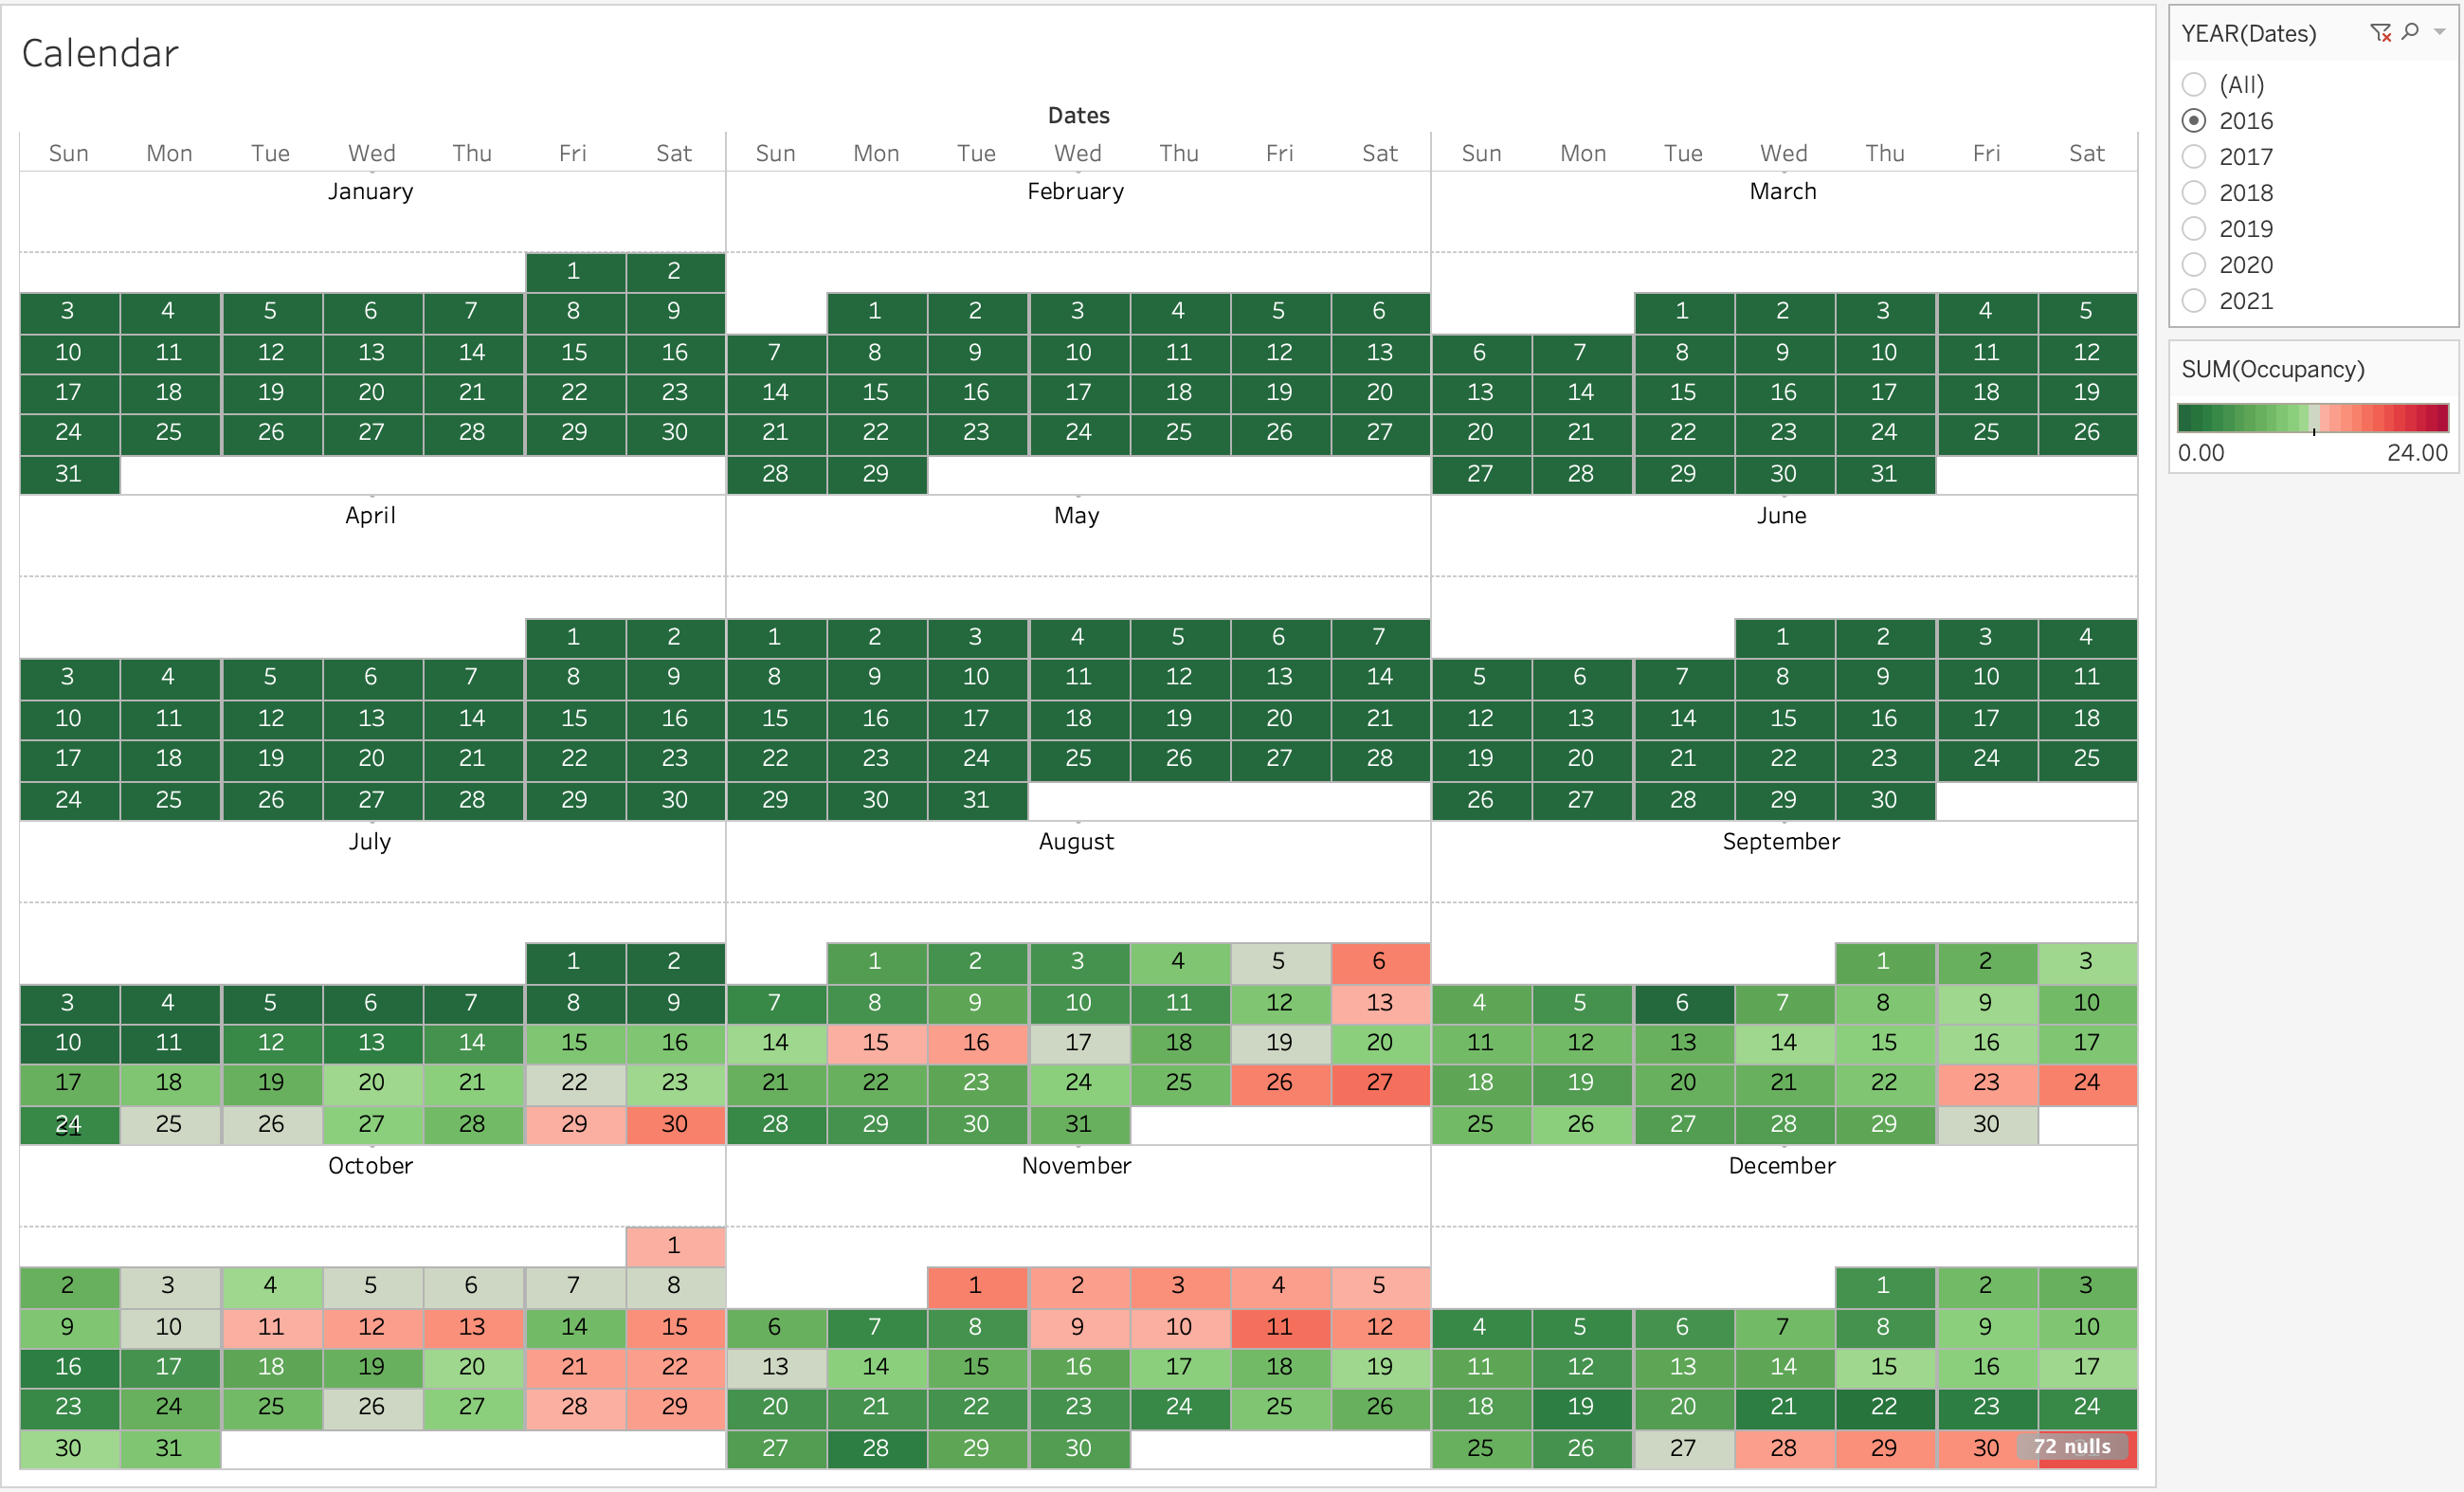 Calendar
Dates
Sun Mon Tue Wed Thu Fri Sat Sun Mon Tue Wed Thu Fri Sat Sun Mon Tue Wed Thu Fri Sat
January February March
1 2
3 4 5 6 7 8 9 1 2 3 4 5 6 1 2 3 4 5
10 11 12 13 14 15 16 7 8 9 10 11 12 13 6 7 8 9 10 11 12
17 18 19 20 21 22 23 14 15 16 17 18 19 20 13 14 15 16 17 18 19
24 25 26 27 28 29 30 21 22 23 24 25 26 27 20 21 22 23 24 25 26
31 28 29 27 28 29 30 31
April May June
1 2 1 2 3 4 5 6 7 1 2 3 4
3 4 5 6 7 8 9 8 9 10 11 12 13 14 5 6 7 8 9 10 11
10 11 12 13 14 15 16 15 16 17 18 19 20 21 12 13 14 15 16 17 18
17 18 19 20 21 22 23 22 23 24 25 26 27 28 19 20 21 22 23 24 25
24 25 26 27 28 29 30 29 30 31 26 27 28 29 30
July August September
1 2 1 2 3 4 5 6 1 2 3
3 4 5 6 7 8 9 7 8 9 10 11 12 13 4 5 6 7 8 9 10
10 11 12 13 14 15 16 14 15 16 17 18 19 20 11 12 13 14 15 16 17
17 18 19 20 21 22 23 21 22 23 24 25 26 27 18 19 20 21 22 23 24
24 31 25 26 27 28 29 30 28 29 30 31 25 26 27 28 29 30
October November December
1
2 3 4 5 6 7 8 1 2 3 4 5 1 2 3
9 10 11 12 13 14 15 6 7 8 9 10 11 12 4 5 6 7 8 9 10
16 17 18 19 20 21 22 13 14 15 16 17 18 19 11 12 13 14 15 16 17
23 24 25 26 27 28 29 20 21 22 23 24 25 26 18 19 20 21 22 23 24
30 31 27 28 29 30 25 26 27 28 29 30 72 nulls
YEAR(Dates)
(All)
2016
2017
2018
2019
2020
2021
SUM(Occupancy)
0.00 24.00